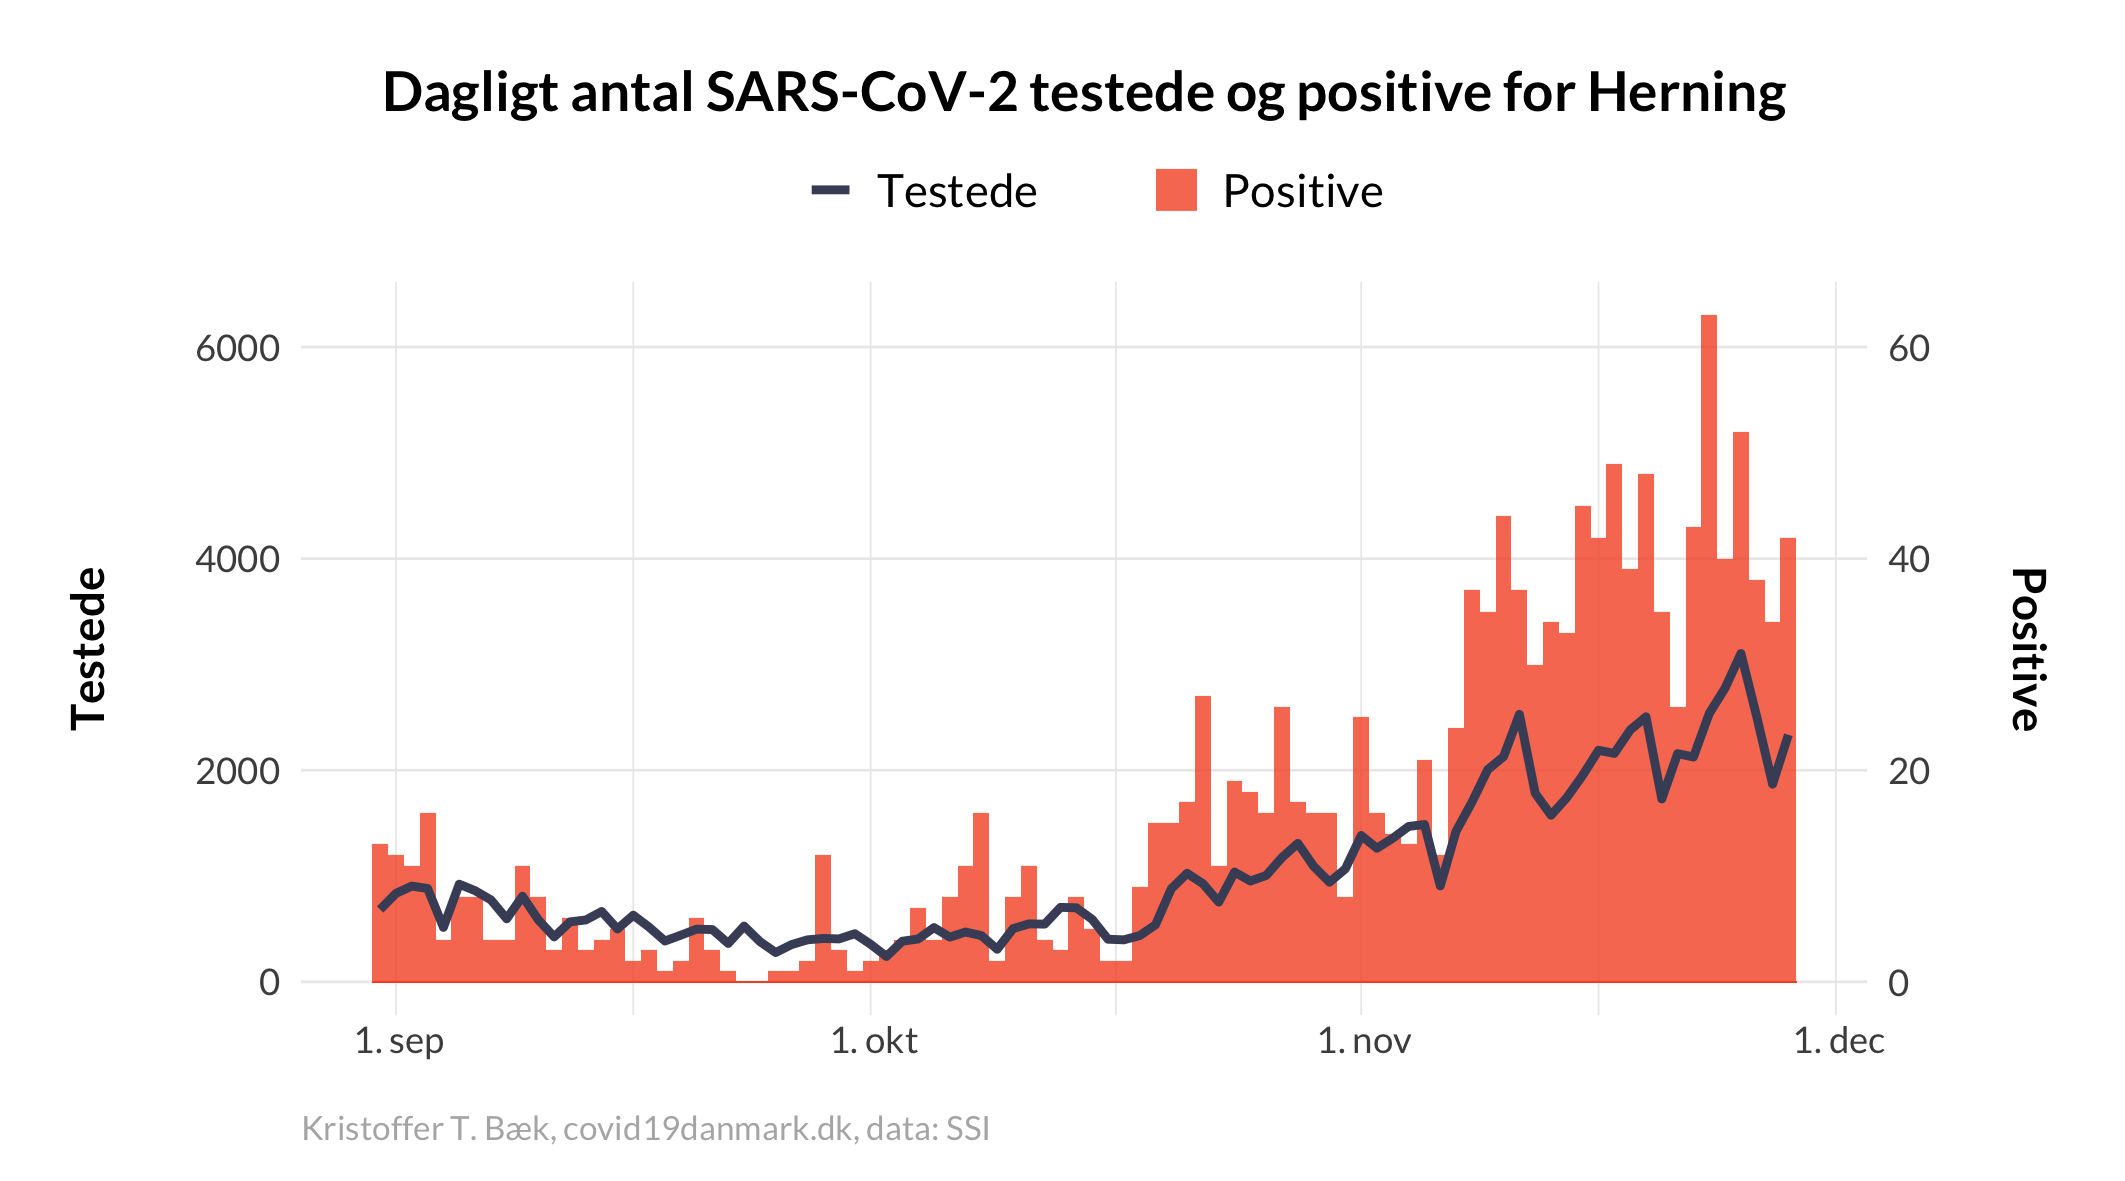 Dagligt antal SARS-CoV-2 testede og positive for Herning
Testede Positive
6000 60
4000 40
2000 20
0 0
Testede
Positive
1. sep 1. okt 1. nov 1. dec
Kristoffer T. Bæk, covid19danmark.dk, data: SSI